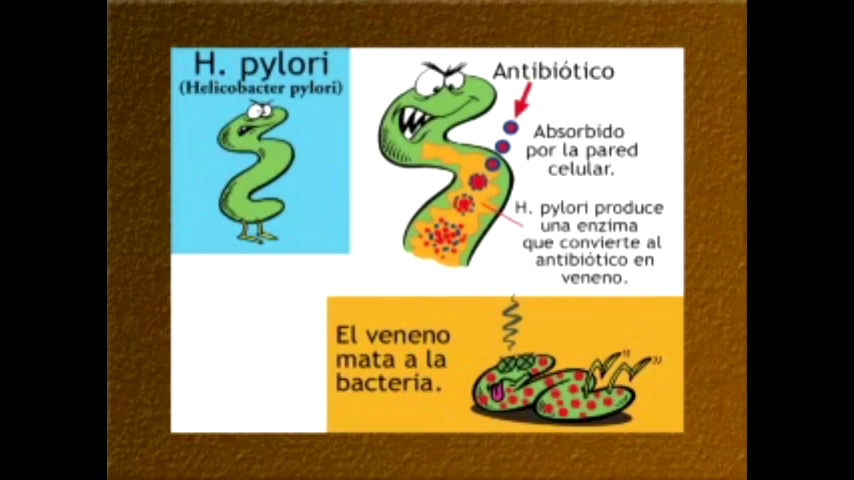 H. pylori
(Helicobacter pylori)
Antibiótico
Absorbido
por la pared
celular.
H. pylori produce
una enzima
que convierte al
antibiótico en
veneno.
El veneno
mata a la
bacteria.